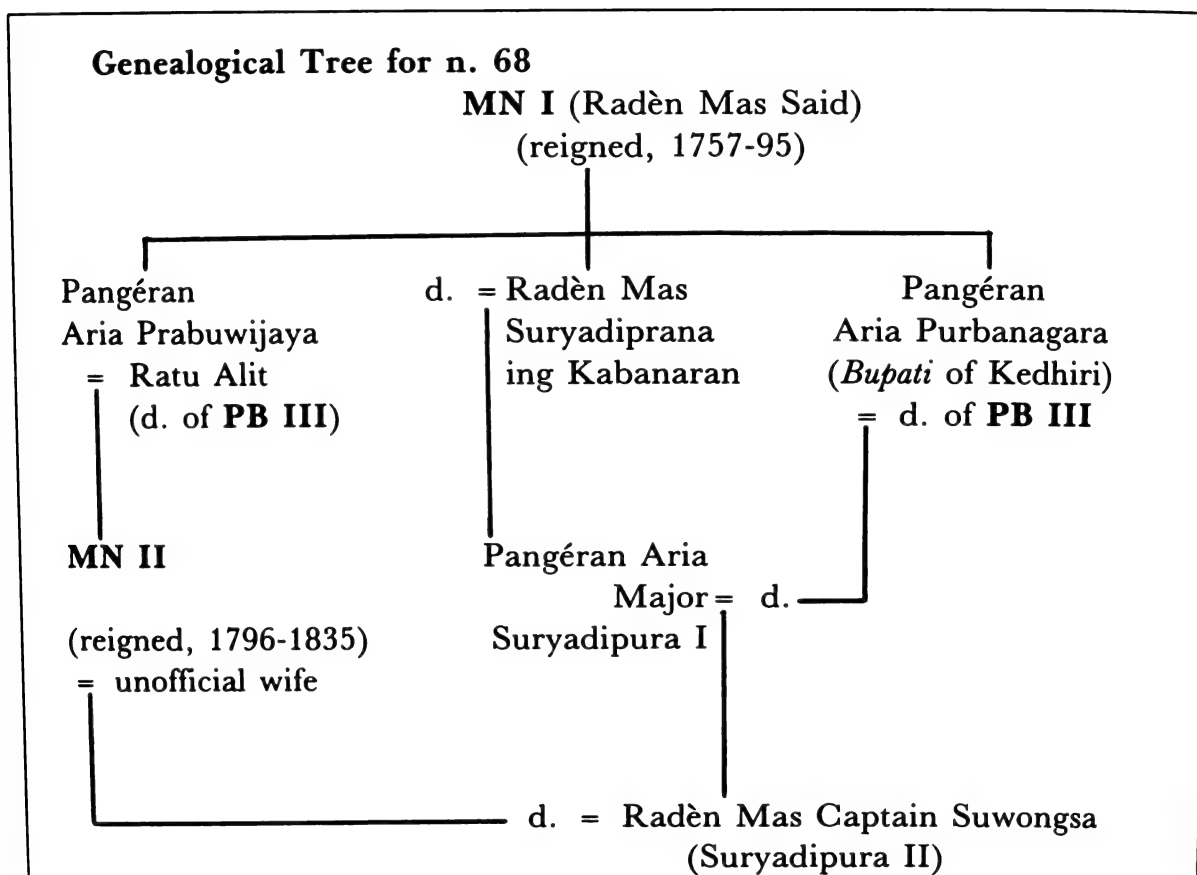 Genealogical Tree for n. 68
MN I (Radèn Mas Said)
(reigned, 1757-95)
Pangéran
Aria Prabuwijaya
= Ratu Alit
(d. of PB III)
d. = Radèn Mas
Suryadiprana
ing Kabanaran
Pangéran
Aria Purbanagara
(Bupati of Kedhiri)
= d. of PB III
MN II
(reigned, 1796-1835)
= unofficial wife
Pangéran Aria
Major = d.
Suryadipura I
d. = Radèn Mas Captain Suwongsa
(Suryadipura II)